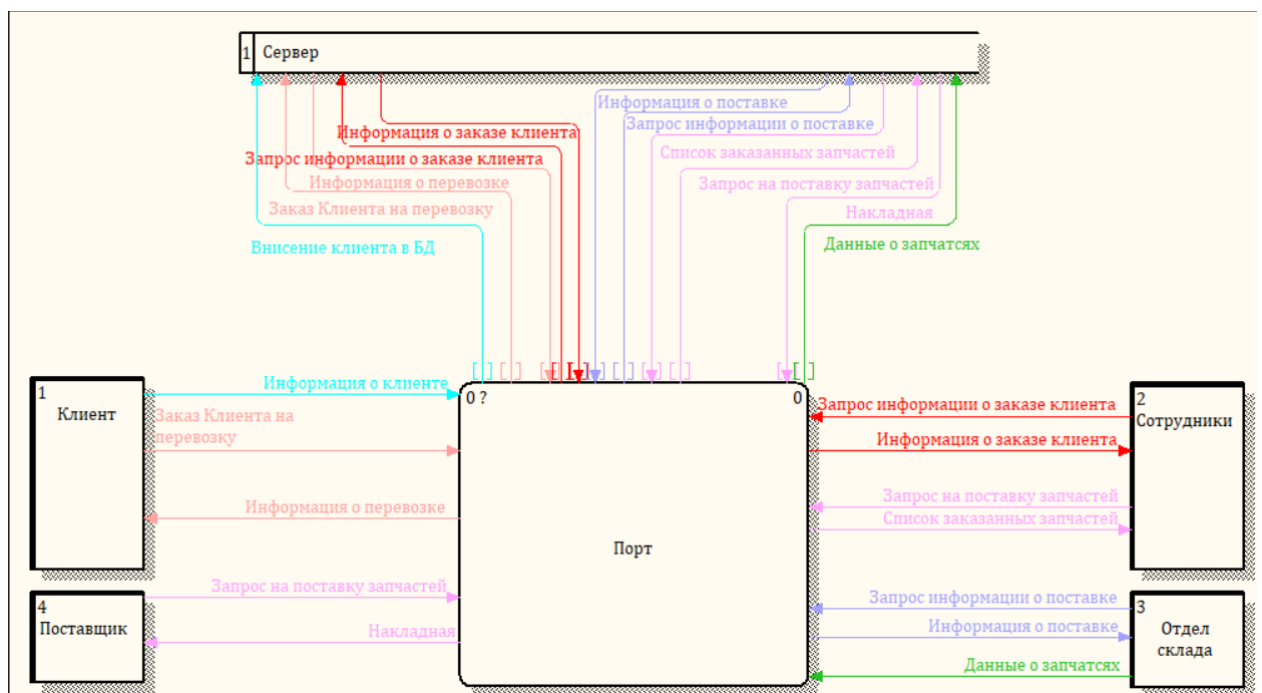 1 Сервер
Информация о поставке
Запрос информации о поставке
Информация о заказе клиента
Список заказанных запчастей
Запрос информации о заказе клиента
Информация о перевозке
Запрос на поставку запчастей
Заказ Клиента на перевозку
Накладная
Внисение клиента в БД
Данные о запчатсях
1
Клиент
Информация о клиенте
Заказ Клиента на
перевозку
Информация о перевозке
4
Поставщик
Запрос на поставку запчастей
Накладная
0 ?
0
Порт
Запрос информации о заказе клиента
Информация о заказе клиента
Запрос на поставку запчастей
Список заказанных запчастей
2
Сотрудники
Запрос информации о поставке
Информация о поставке
Данные о запчатсях
3
Отдел
склада